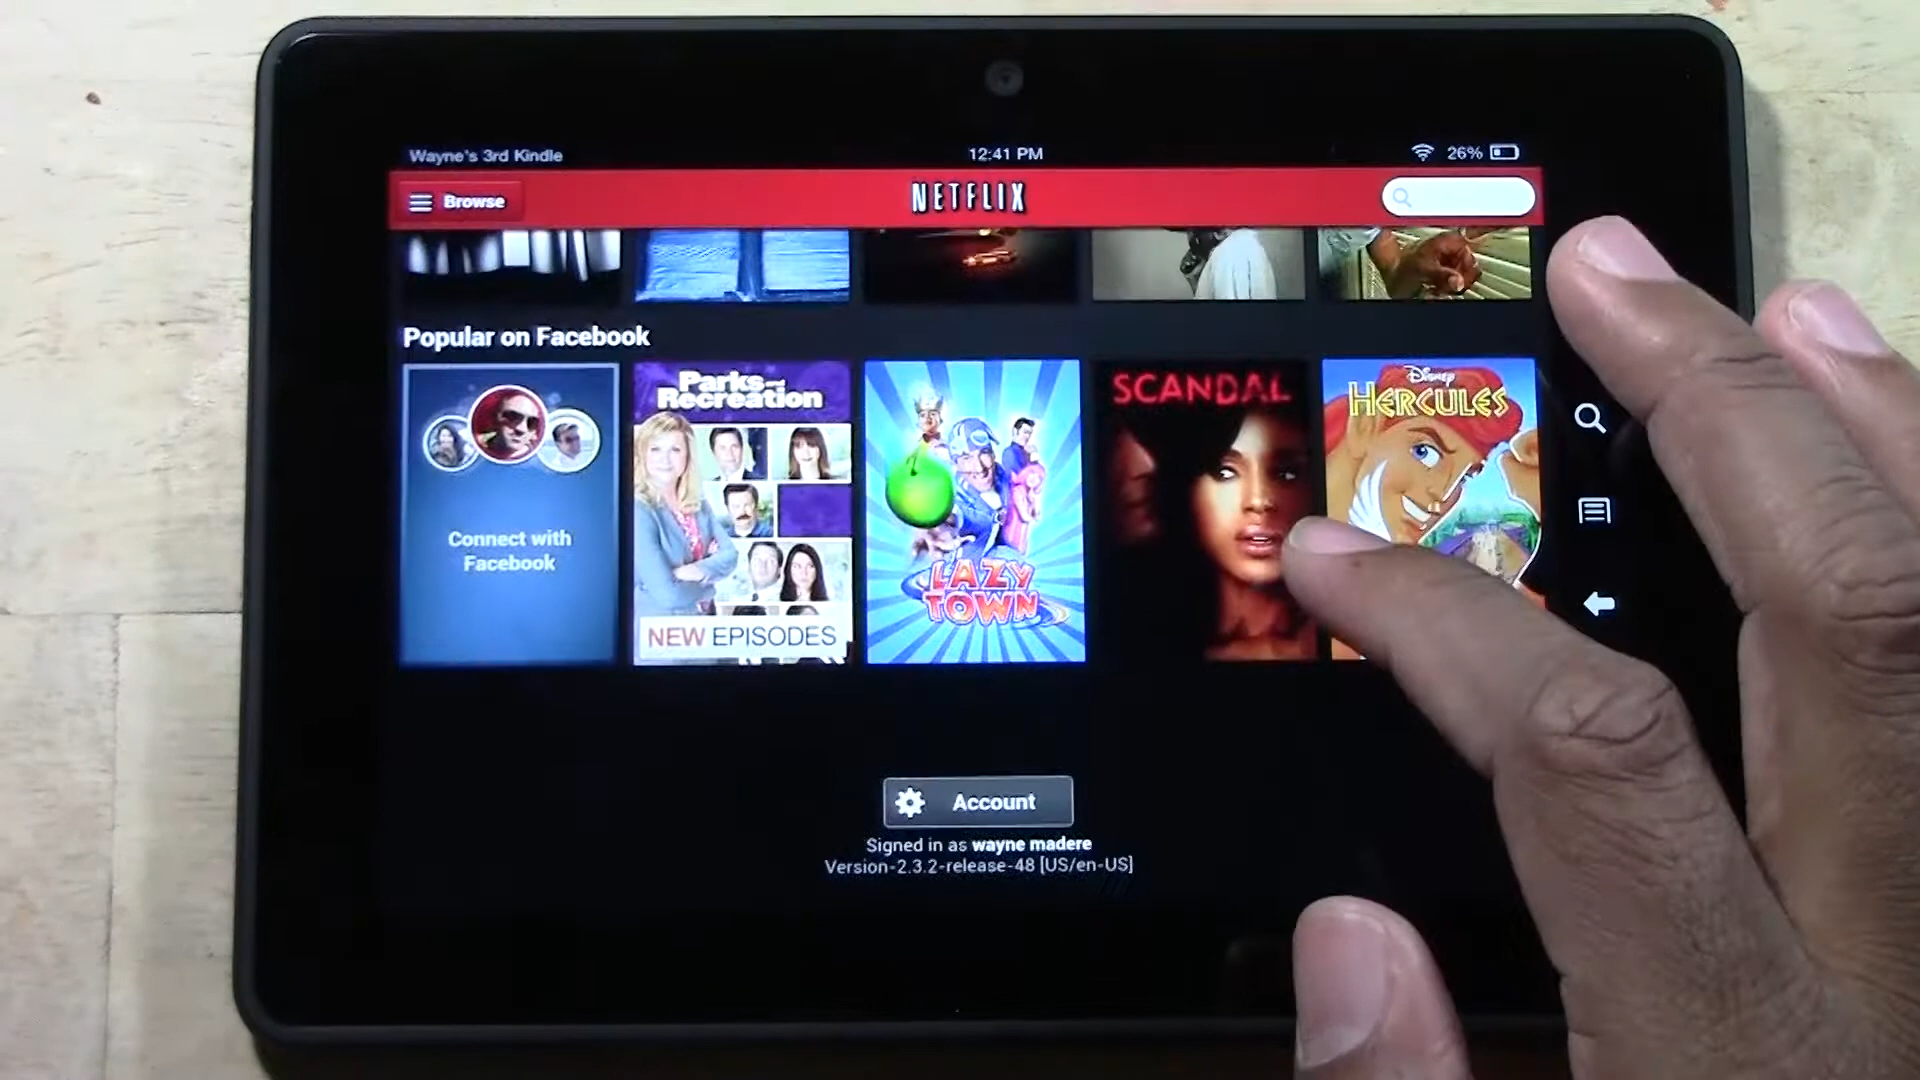 Wayne's 3rd Kindle
12:41 PM
26%
Browse
NETFLIX
Popular on Facebook
Connect with
Facebook
Parks and
Recreation
NEW EPISODES
LAZY
TOWN
SCANDAL
Disney
HERCULES
Account
Signed in as wayne madere
Version-2.3.2-release-48 [US/en-US]